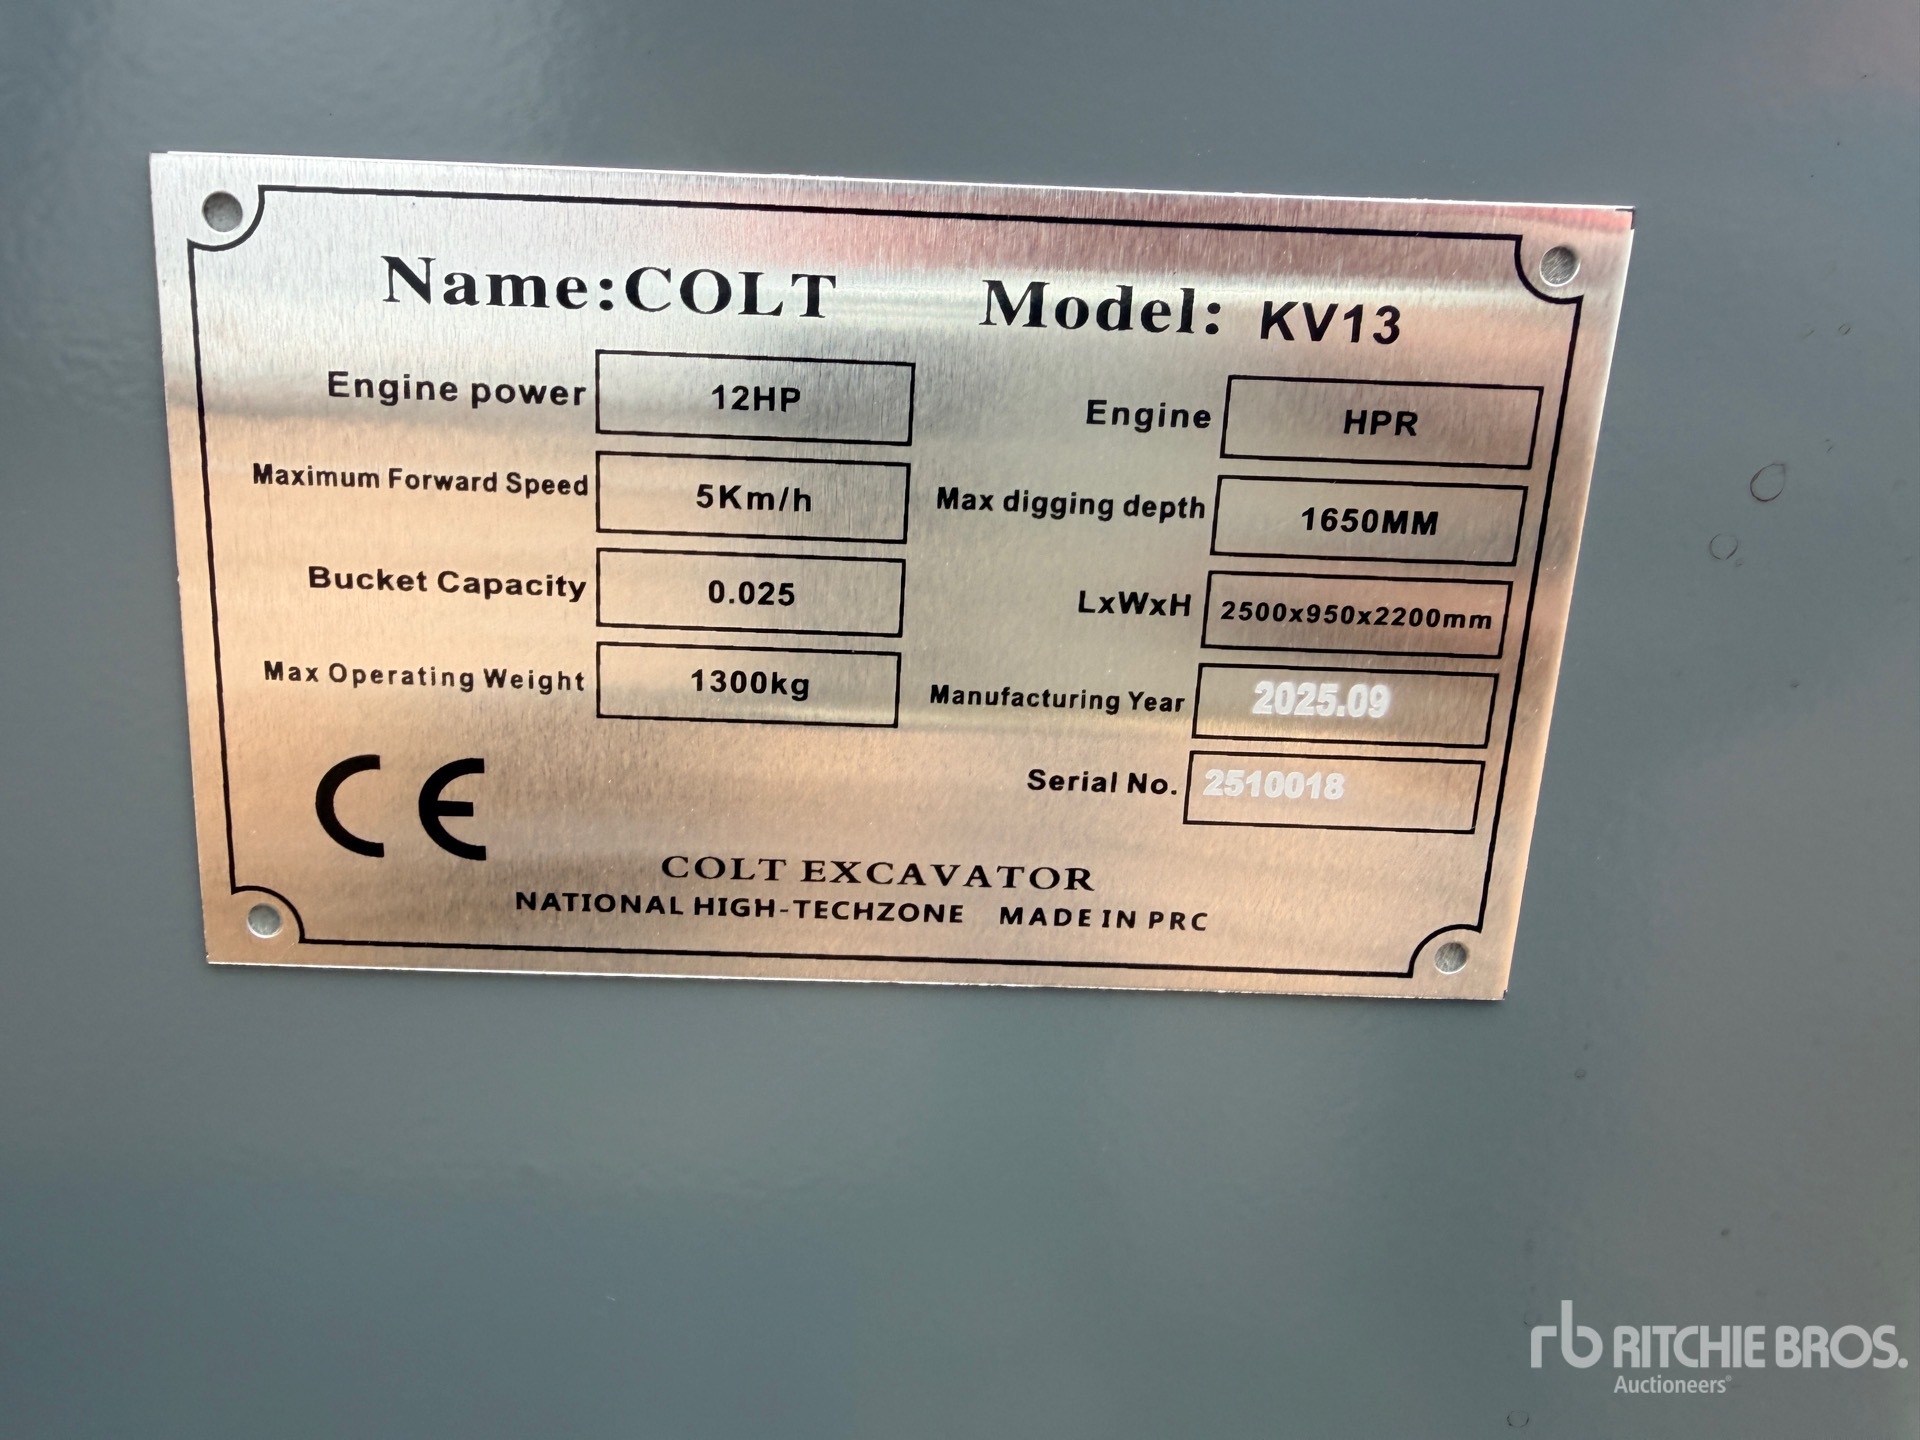 Name:COLT Model: KV13
Engine power 12HP Engine HPR
Maximum Forward Speed 5Km/h Max digging depth 1650MM
Bucket Capacity 0.025 LxWxH 2500x950x2200mm
Max Operating Weight 1300kg Manufacturing Year 2025.09
Serial No. 2510018
CE
COLT EXCAVATOR
NATIONAL HIGH-TECHZONE MADE IN PRC
rb RITCHIE BROS.
Auctioneers